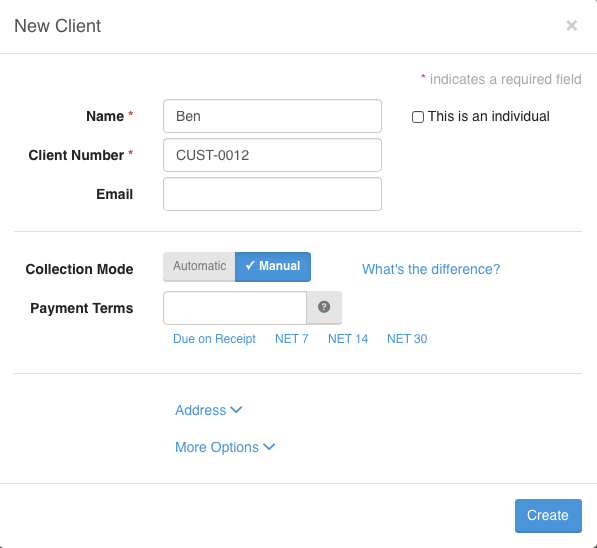 New Client ×
* indicates a required field
Name * Ben This is an individual
Client Number * CUST-0012
Email
Collection Mode Automatic ✓ Manual What's the difference?
Payment Terms ?
Due on Receipt NET 7 NET 14 NET 30
Address
More Options
Create